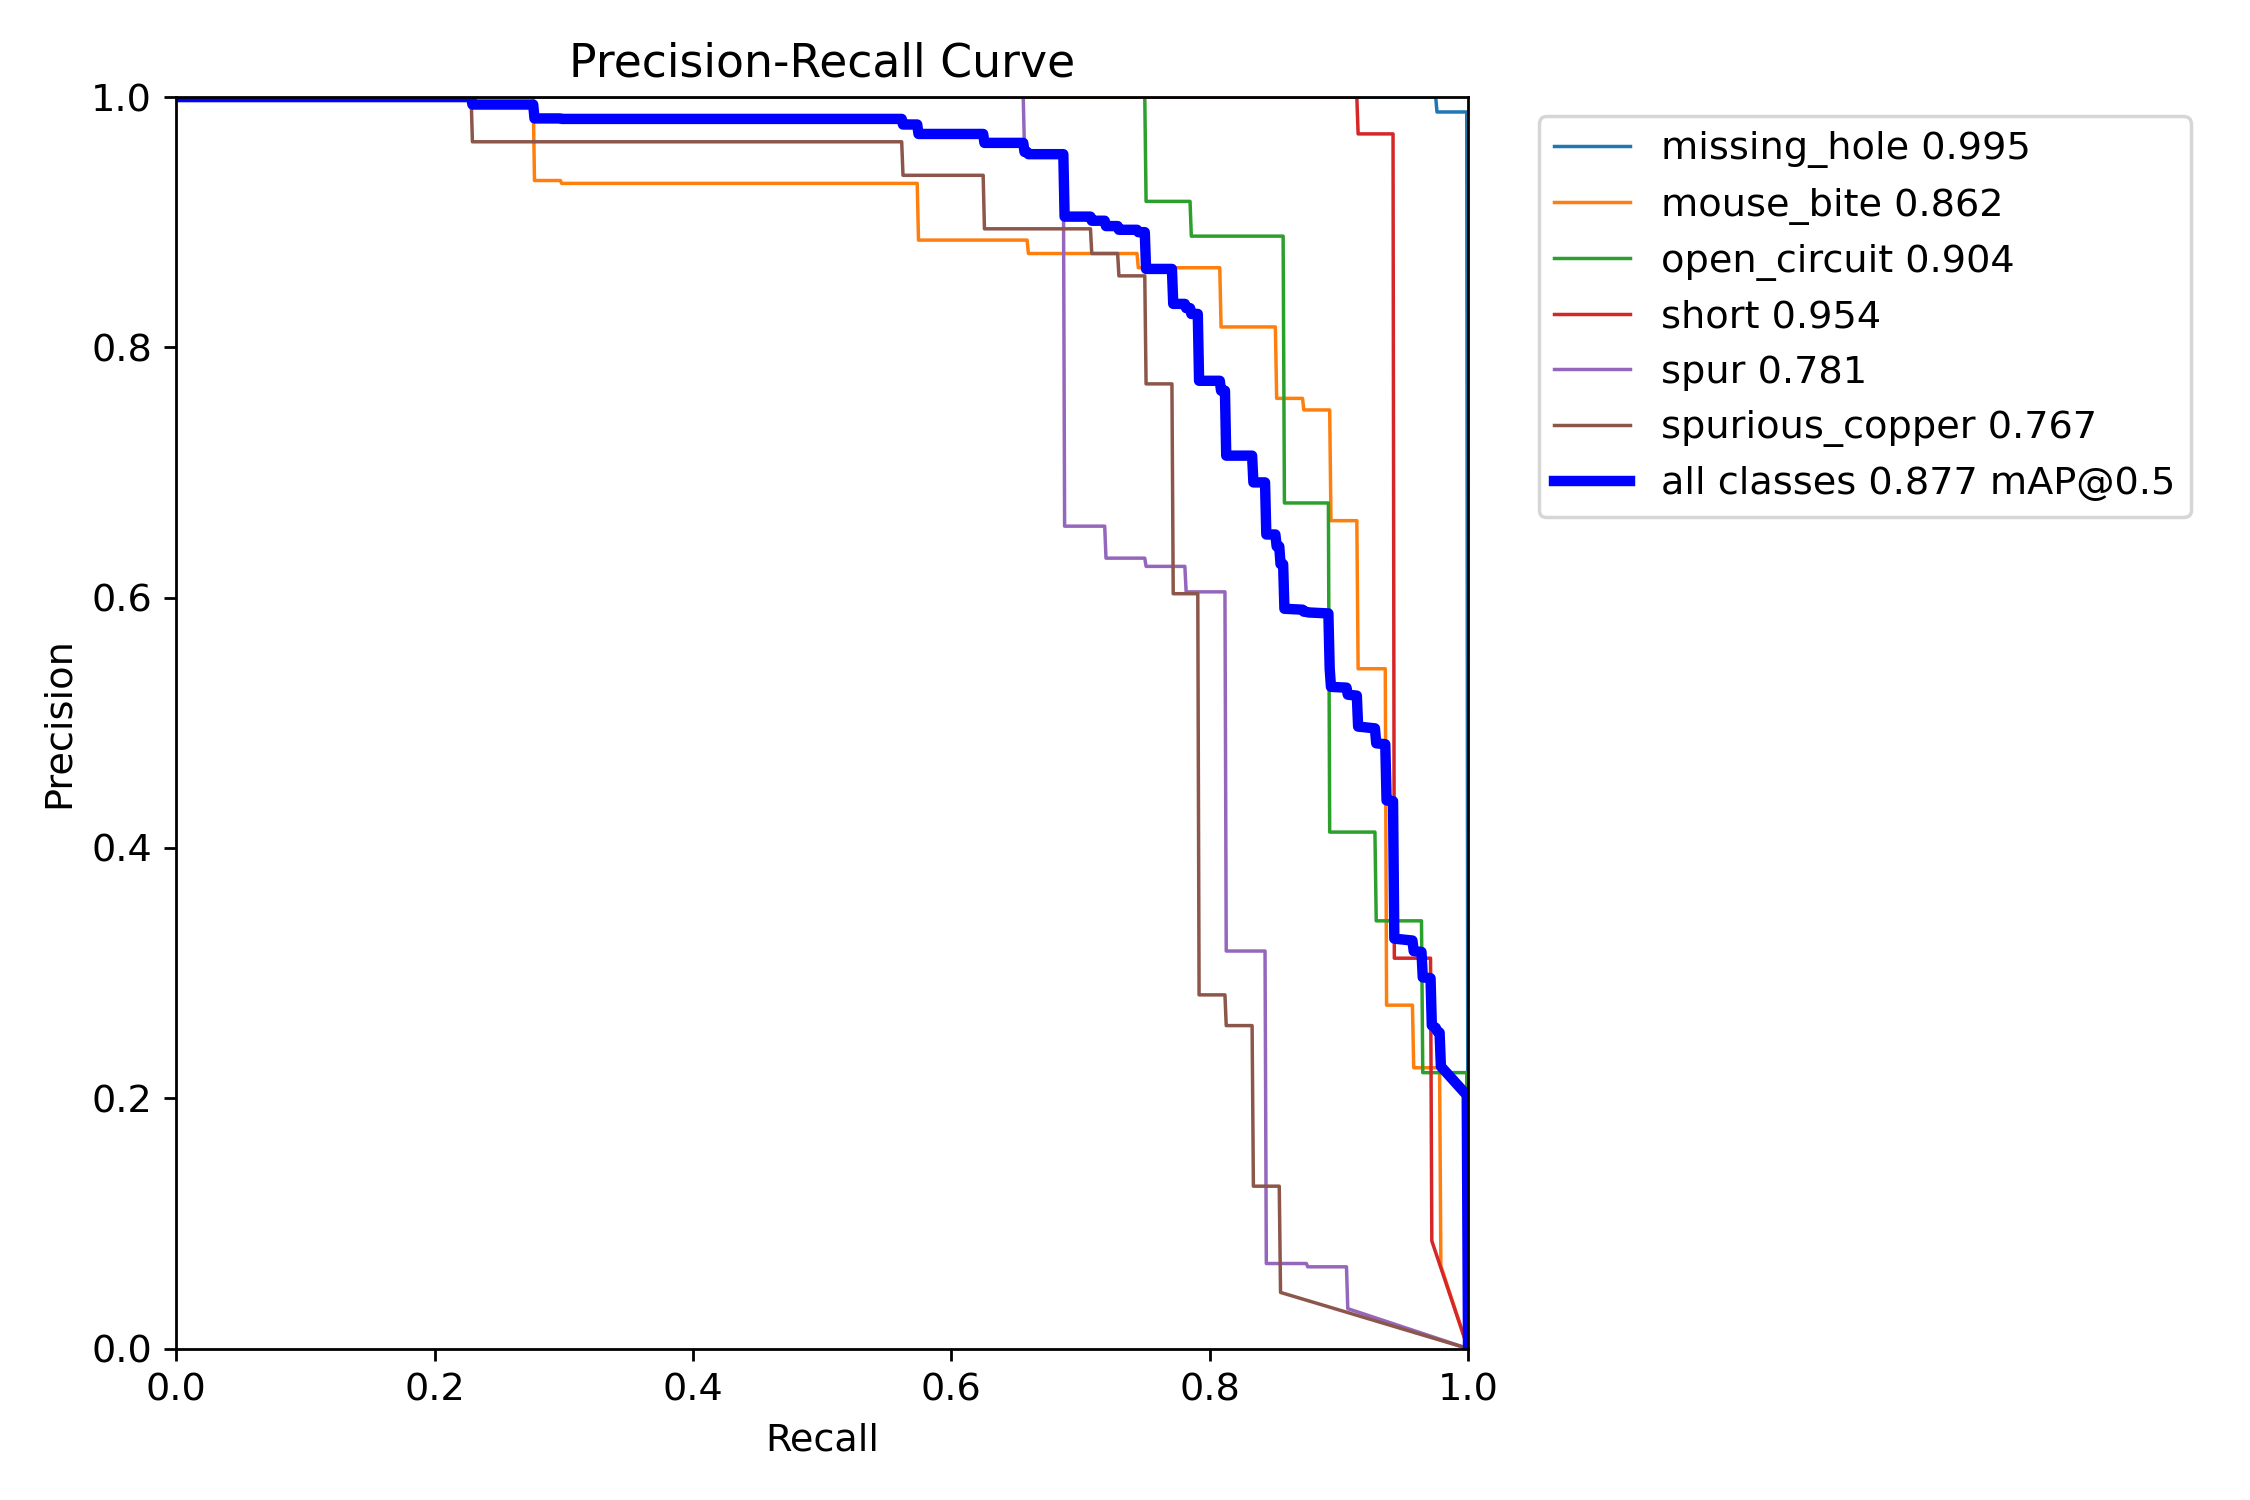 Precision-Recall Curve
1.0
0.8
0.6
0.4
0.2
0.0
Precision
0.0 0.2 0.4 0.6 0.8 1.0
Recall
missing_hole 0.995
mouse_bite 0.862
open_circuit 0.904
short 0.954
spur 0.781
spurious_copper 0.767
all classes 0.877 mAP@0.5